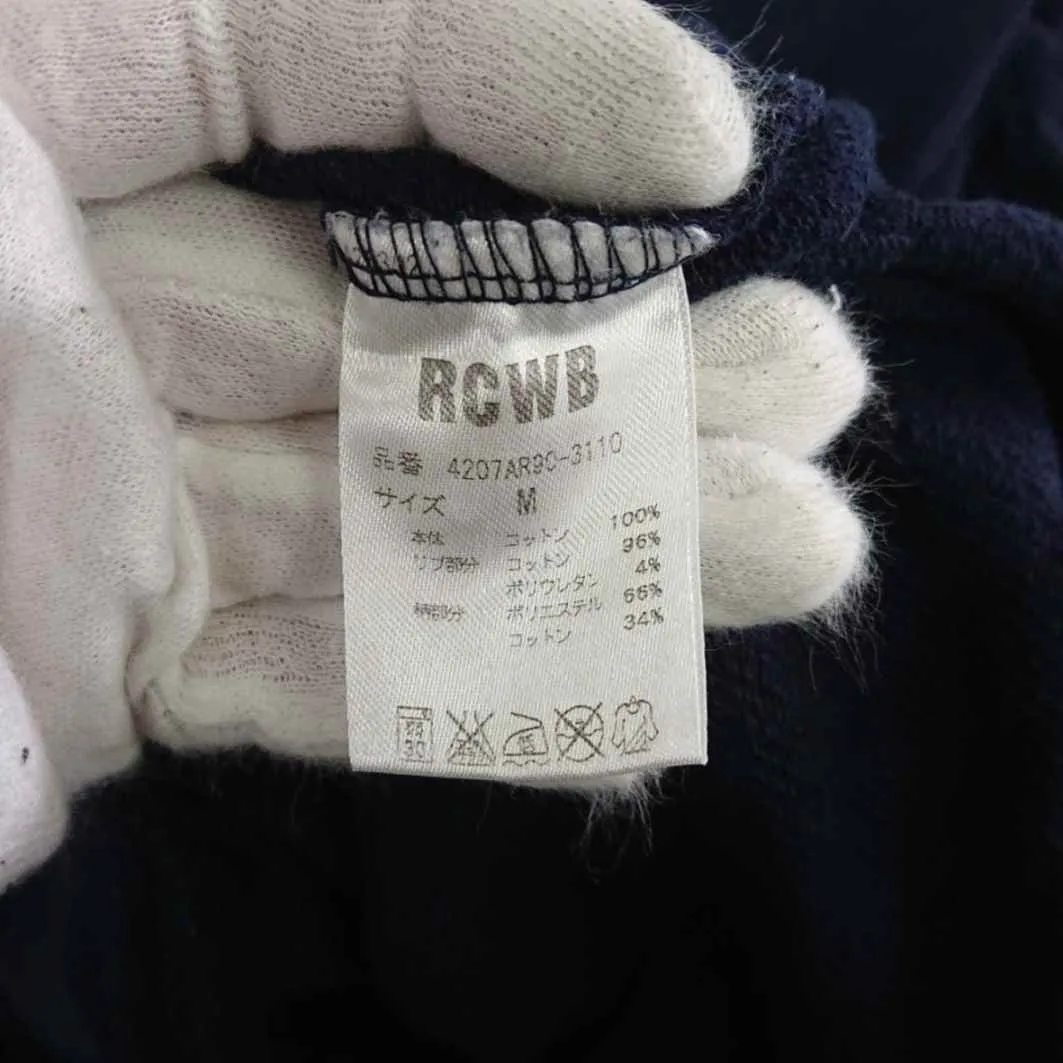 RCWB
品番 4207AR90-3110
サイズ M
本体 コットン 100%
リブ部分 コットン 96%
ポリウレタン 4%
柄部分 ポリエステル 66%
コットン 34%
30